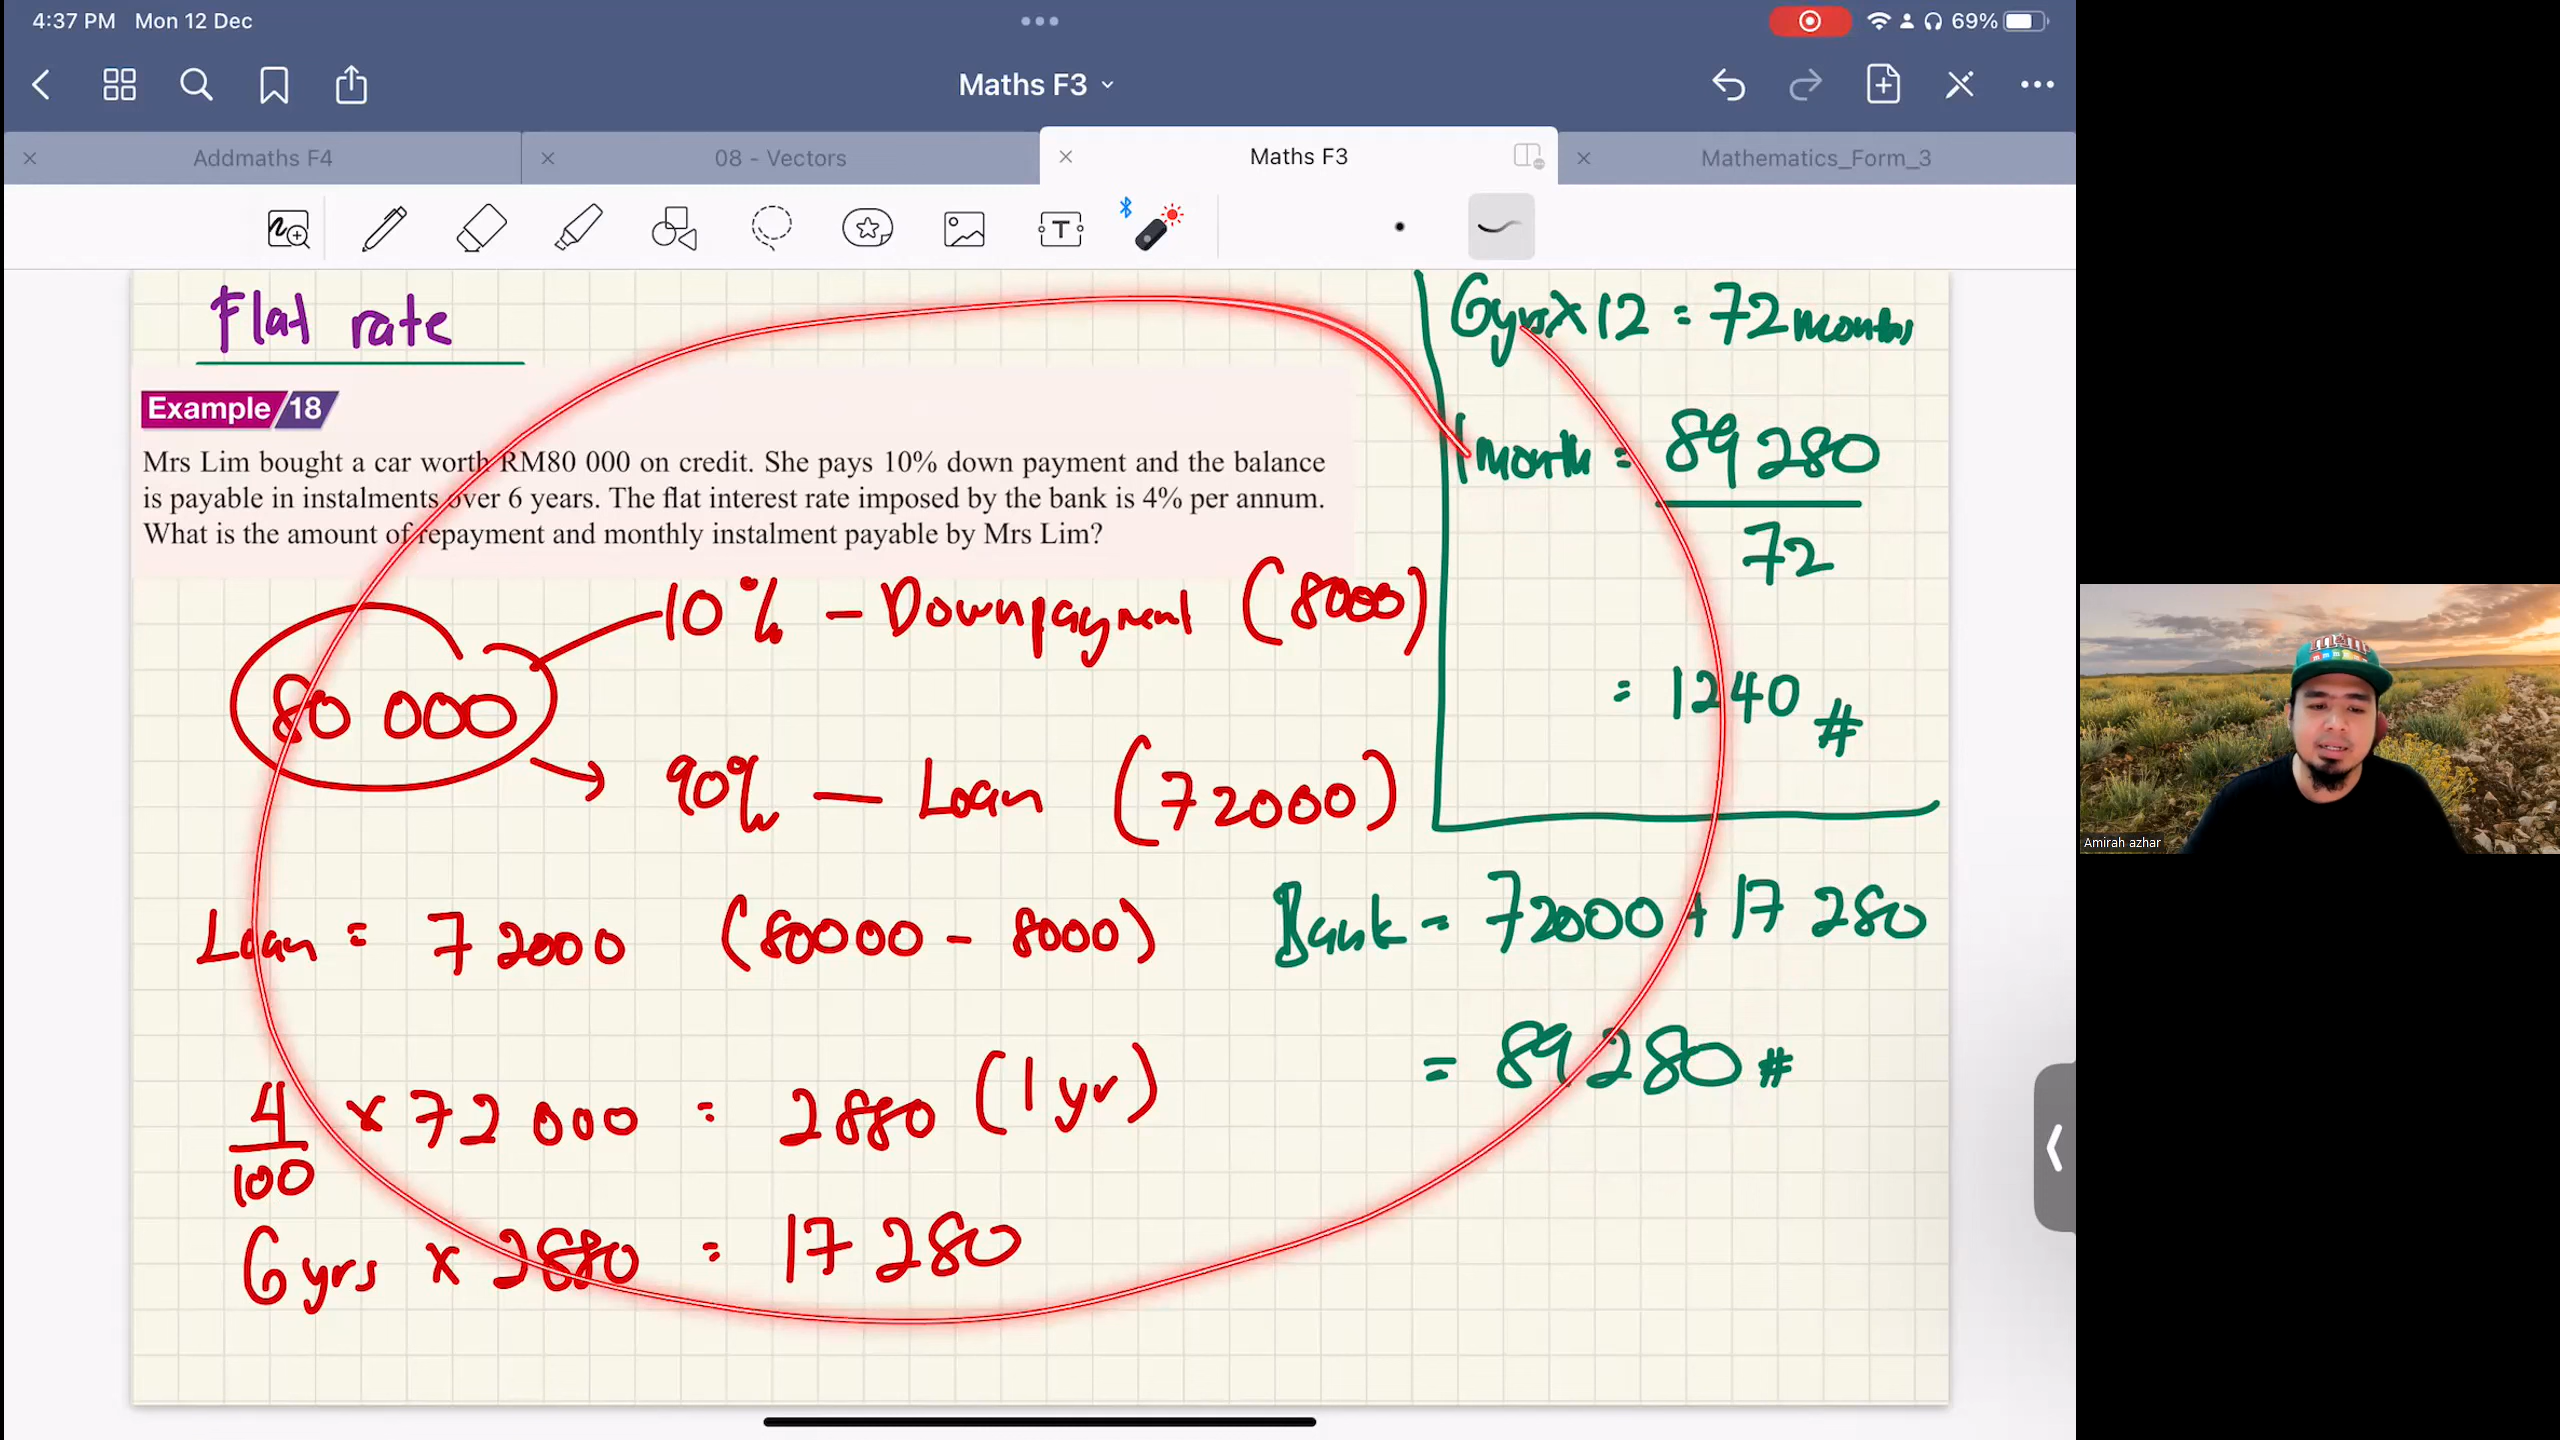 4:37 PM Mon 12 Dec
69%
Maths F3
Addmaths F4
08 - Vectors
Maths F3
Mathematics_Form_3
T
Flat rate
Example 18
Mrs Lim bought a car worth RM80 000 on credit. She pays 10% down payment and the balance
is payable in instalments over 6 years. The flat interest rate imposed by the bank is 4% per annum.
What is the amount of repayment and monthly instalment payable by Mrs Lim?
80 000
10% – Downpayment (8000)
90% — Loan (72000)
Loan = 72000 (80000 - 8000)
4/100 × 72 000 = 2880 (1 yr)
6 yrs × 2880 = 17 280
6yrs × 12 = 72 months
1 month = 89 280
72
= 1240 #
Bank = 72000 + 17 280
= 89 280 #
Amirah azhar